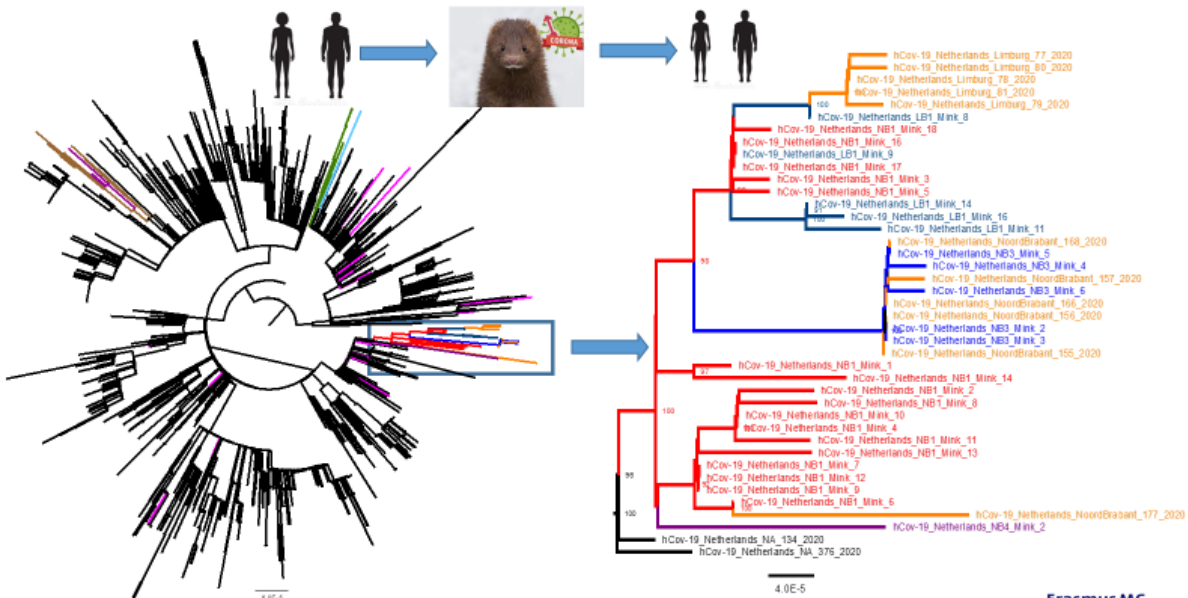 CORONA
hCov-19_Netherlands_Limburg_77_2020
hCov-19_Netherlands_Limburg_80_2020
hCov-19_Netherlands_Limburg_78_2020
hCov-19_Netherlands_Limburg_81_2020
hCov-19_Netherlands_Limburg_79_2020
100
hCov-19_Netherlands_LB1_Mink_8
hCov-19_Netherlands_NB1_Mink_18
hCov-19_Netherlands_NB1_Mink_16
hCov-19_Netherlands_LB1_Mink_9
hCov-19_Netherlands_NB1_Mink_17
hCov-19_Netherlands_NB1_Mink_3
hCov-19_Netherlands_NB1_Mink_5
hCov-19_Netherlands_LB1_Mink_14
hCov-19_Netherlands_LB1_Mink_16
100
hCov-19_Netherlands_LB1_Mink_11
hCov-19_Netherlands_NoordBrabant_168_2020
hCov-19_Netherlands_NB3_Mink_5
hCov-19_Netherlands_NB3_Mink_4
hCov-19_Netherlands_NoordBrabant_157_2020
hCov-19_Netherlands_NB3_Mink_6
hCov-19_Netherlands_NoordBrabant_166_2020
hCov-19_Netherlands_NoordBrabant_156_2020
hCov-19_Netherlands_NB3_Mink_2
hCov-19_Netherlands_NB3_Mink_3
hCov-19_Netherlands_NoordBrabant_155_2020
hCov-19_Netherlands_NB1_Mink_1
97
hCov-19_Netherlands_NB1_Mink_14
hCov-19_Netherlands_NB1_Mink_2
hCov-19_Netherlands_NB1_Mink_8
100
hCov-19_Netherlands_NB1_Mink_10
hCov-19_Netherlands_NB1_Mink_4
hCov-19_Netherlands_NB1_Mink_11
hCov-19_Netherlands_NB1_Mink_13
hCov-19_Netherlands_NB1_Mink_7
hCov-19_Netherlands_NB1_Mink_12
hCov-19_Netherlands_NB1_Mink_9
hCov-19_Netherlands_NB1_Mink_6
100
hCov-19_Netherlands_NoordBrabant_177_2020
100
hCov-19_Netherlands_NB4_Mink_2
hCov-19_Netherlands_NA_134_2020
hCov-19_Netherlands_NA_376_2020
4.0E-5
Erasmus MC